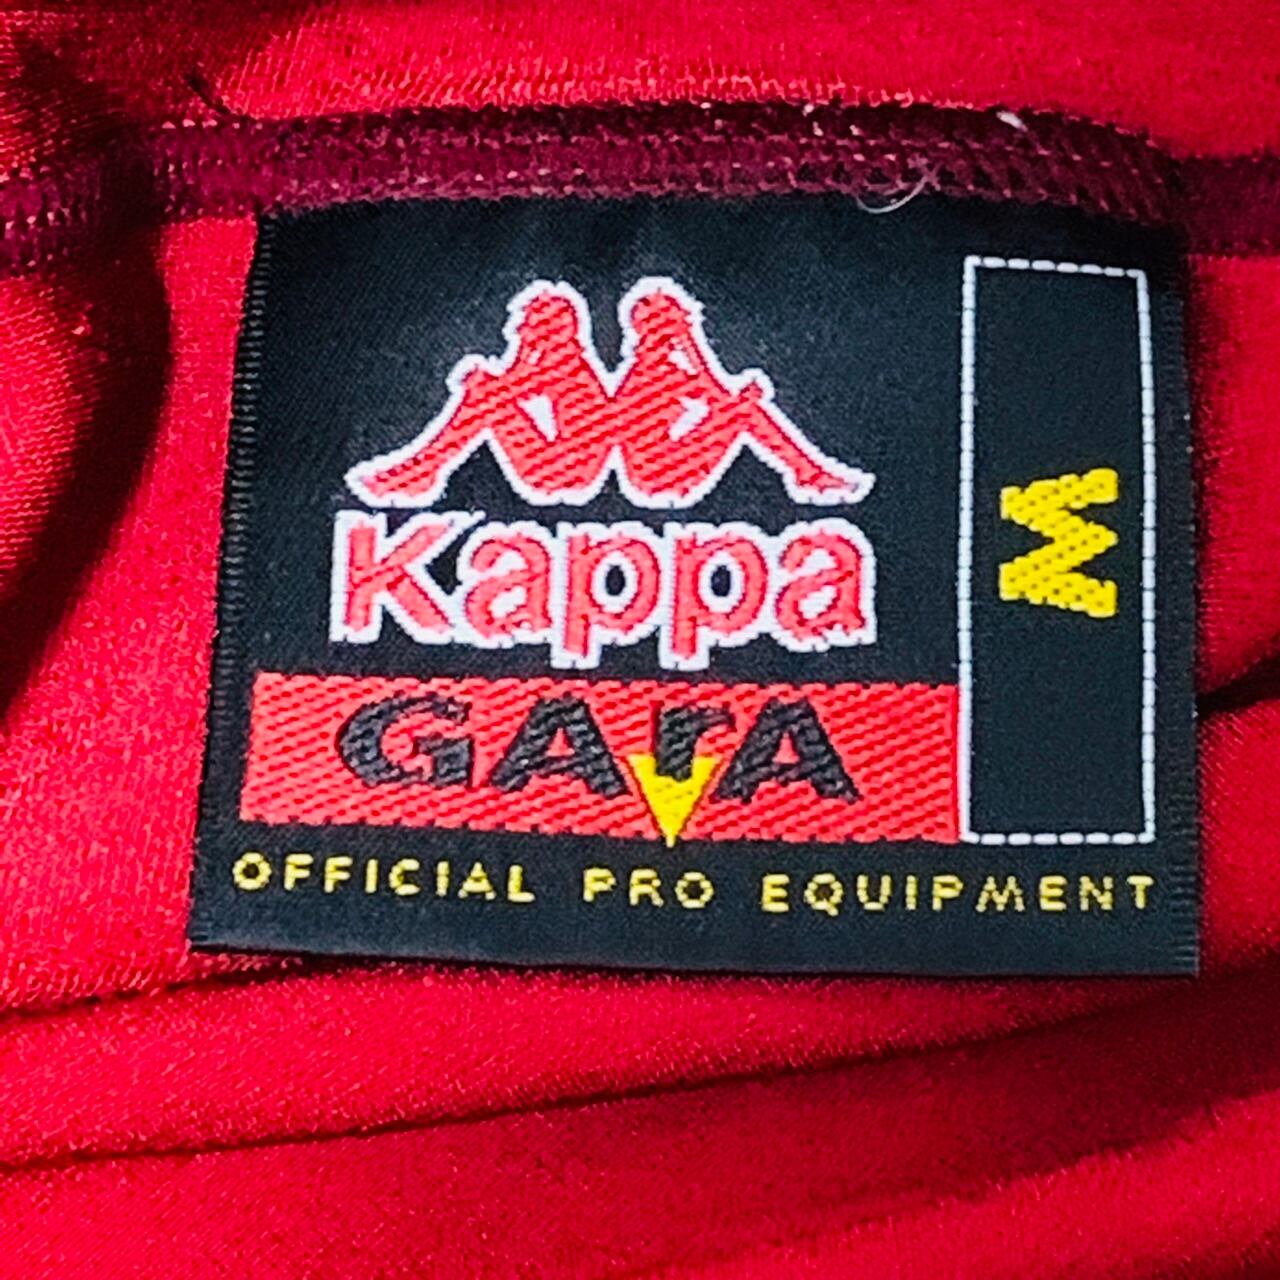 Kappa
M
GArA
OFFICIAL PRO EQUIPMENT